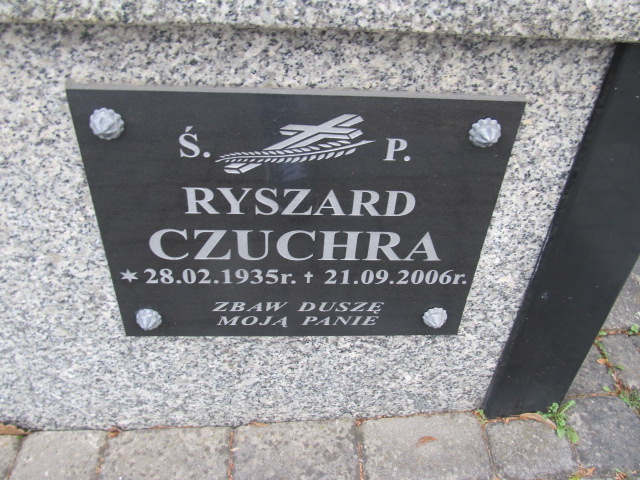 Ś. P.
RYSZARD
CZUCHRA
* 28.02.1935r. † 21.09.2006r.
ZBAW DUSZĘ
MOJĄ PANIE